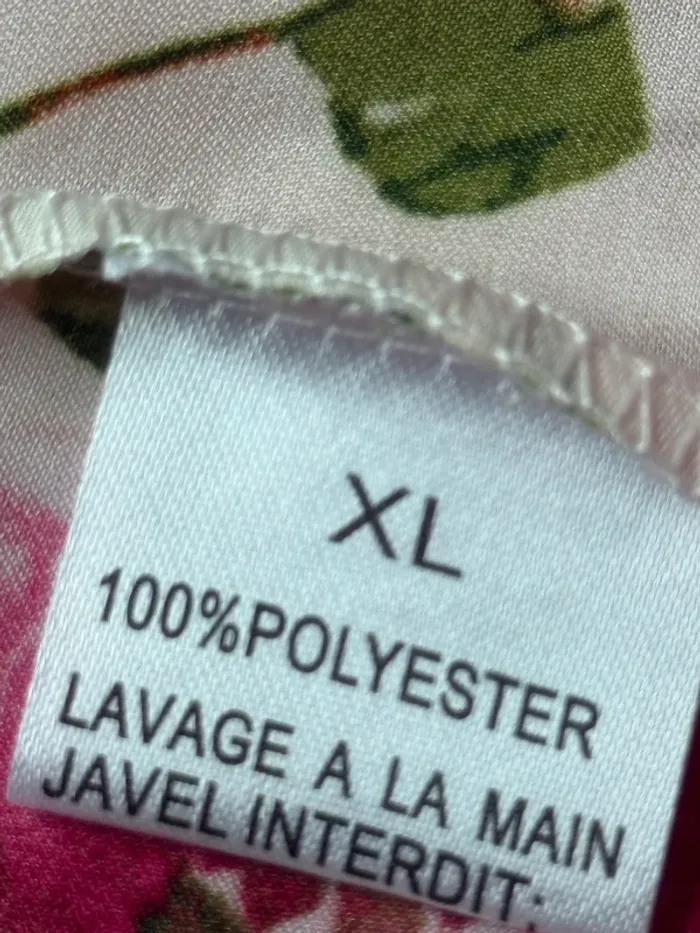 XL
100%POLYESTER
LAVAGE A LA MAIN
JAVEL INTERDIT;